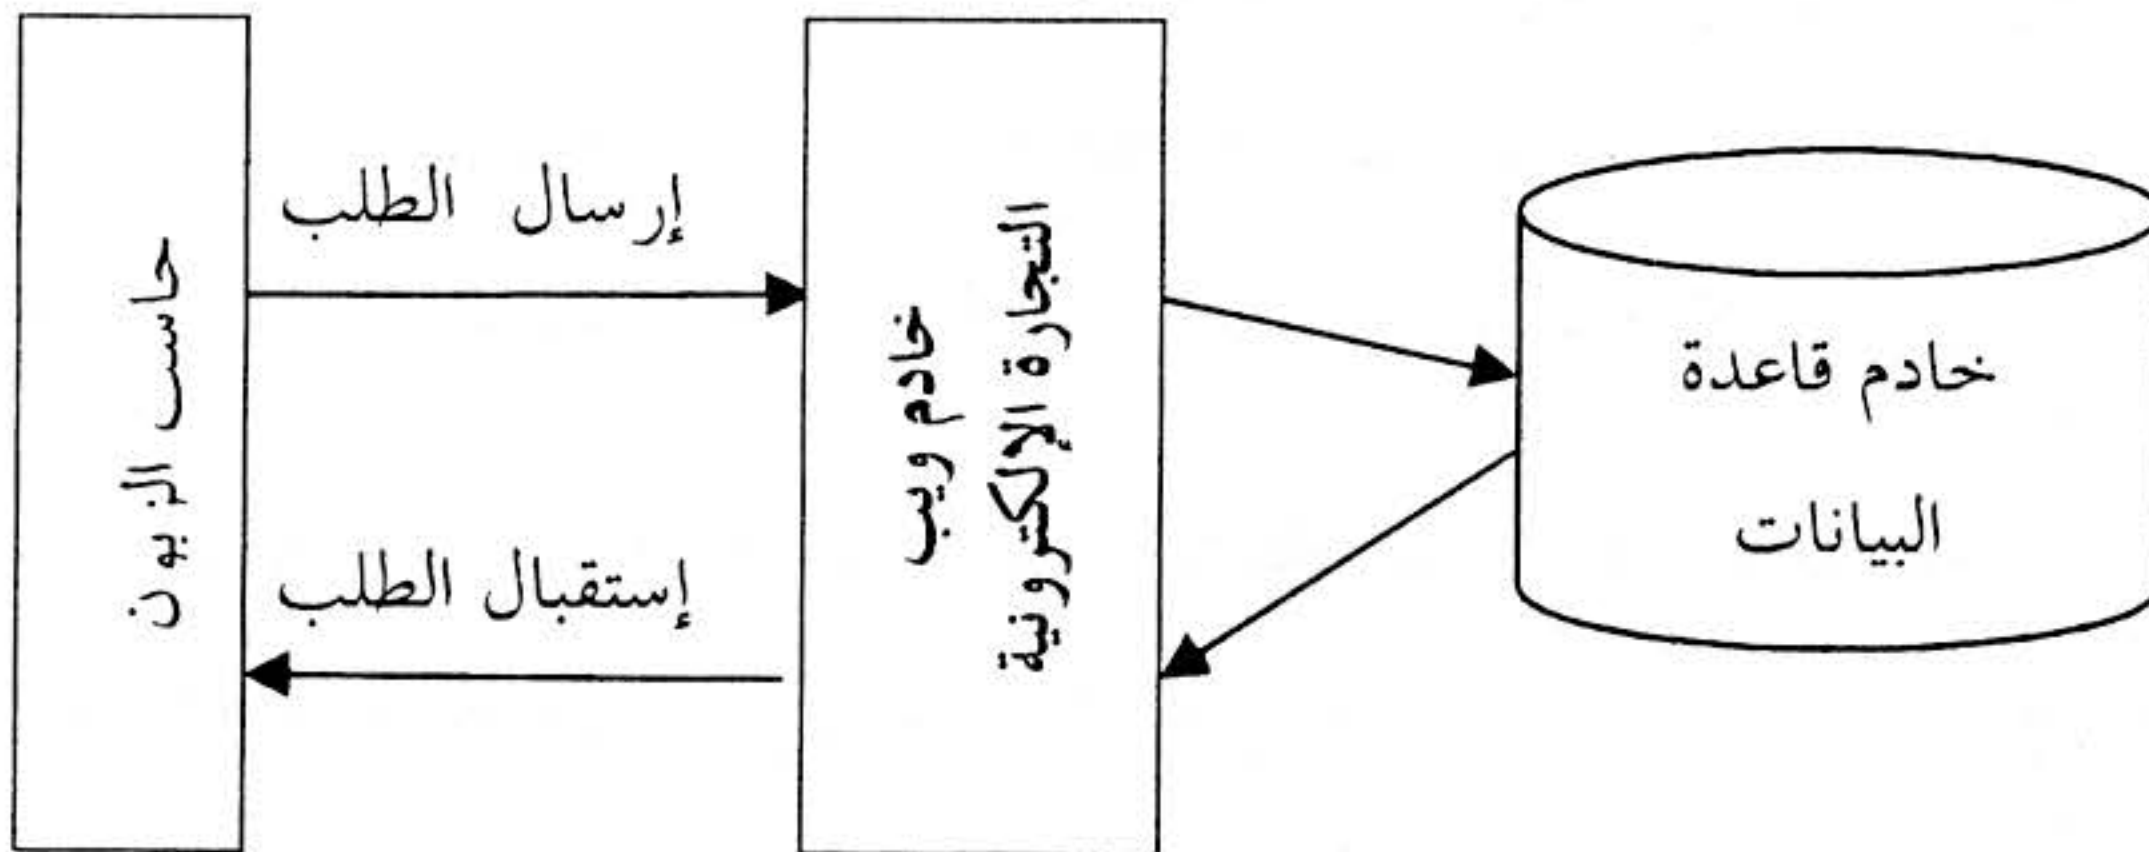 حاسب الزبون
إرسال الطلب
إستقبال الطلب
خادم ويب
التجارة الإلكترونية
خادم قاعدة
البيانات